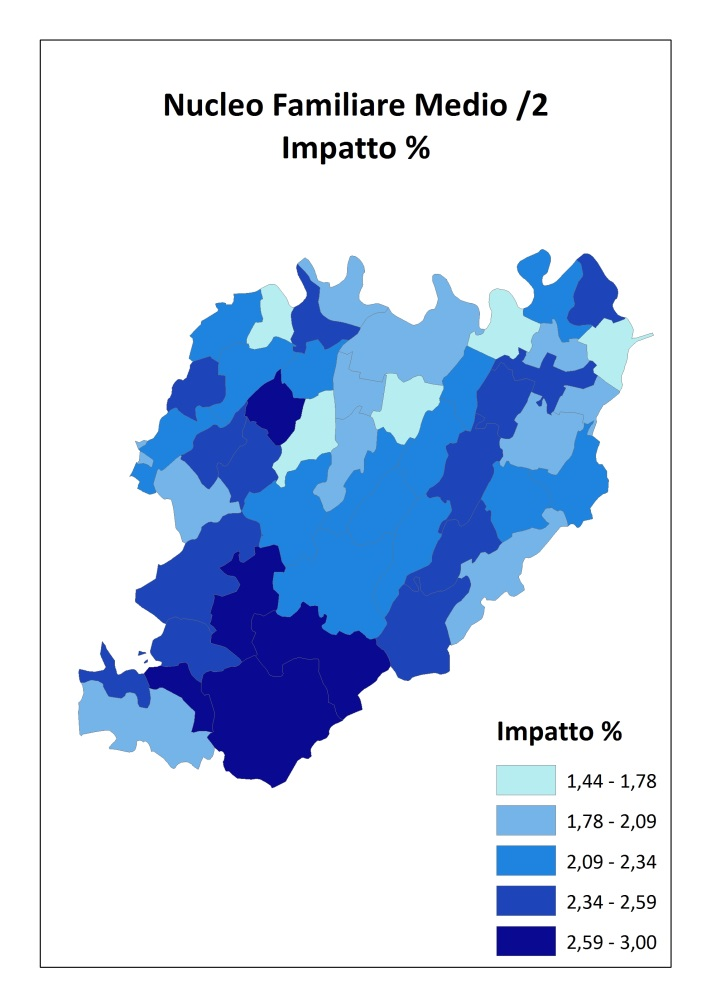 Nucleo Familiare Medio /2
Impatto %
Impatto %
1,44 - 1,78
1,78 - 2,09
2,09 - 2,34
2,34 - 2,59
2,59 - 3,00